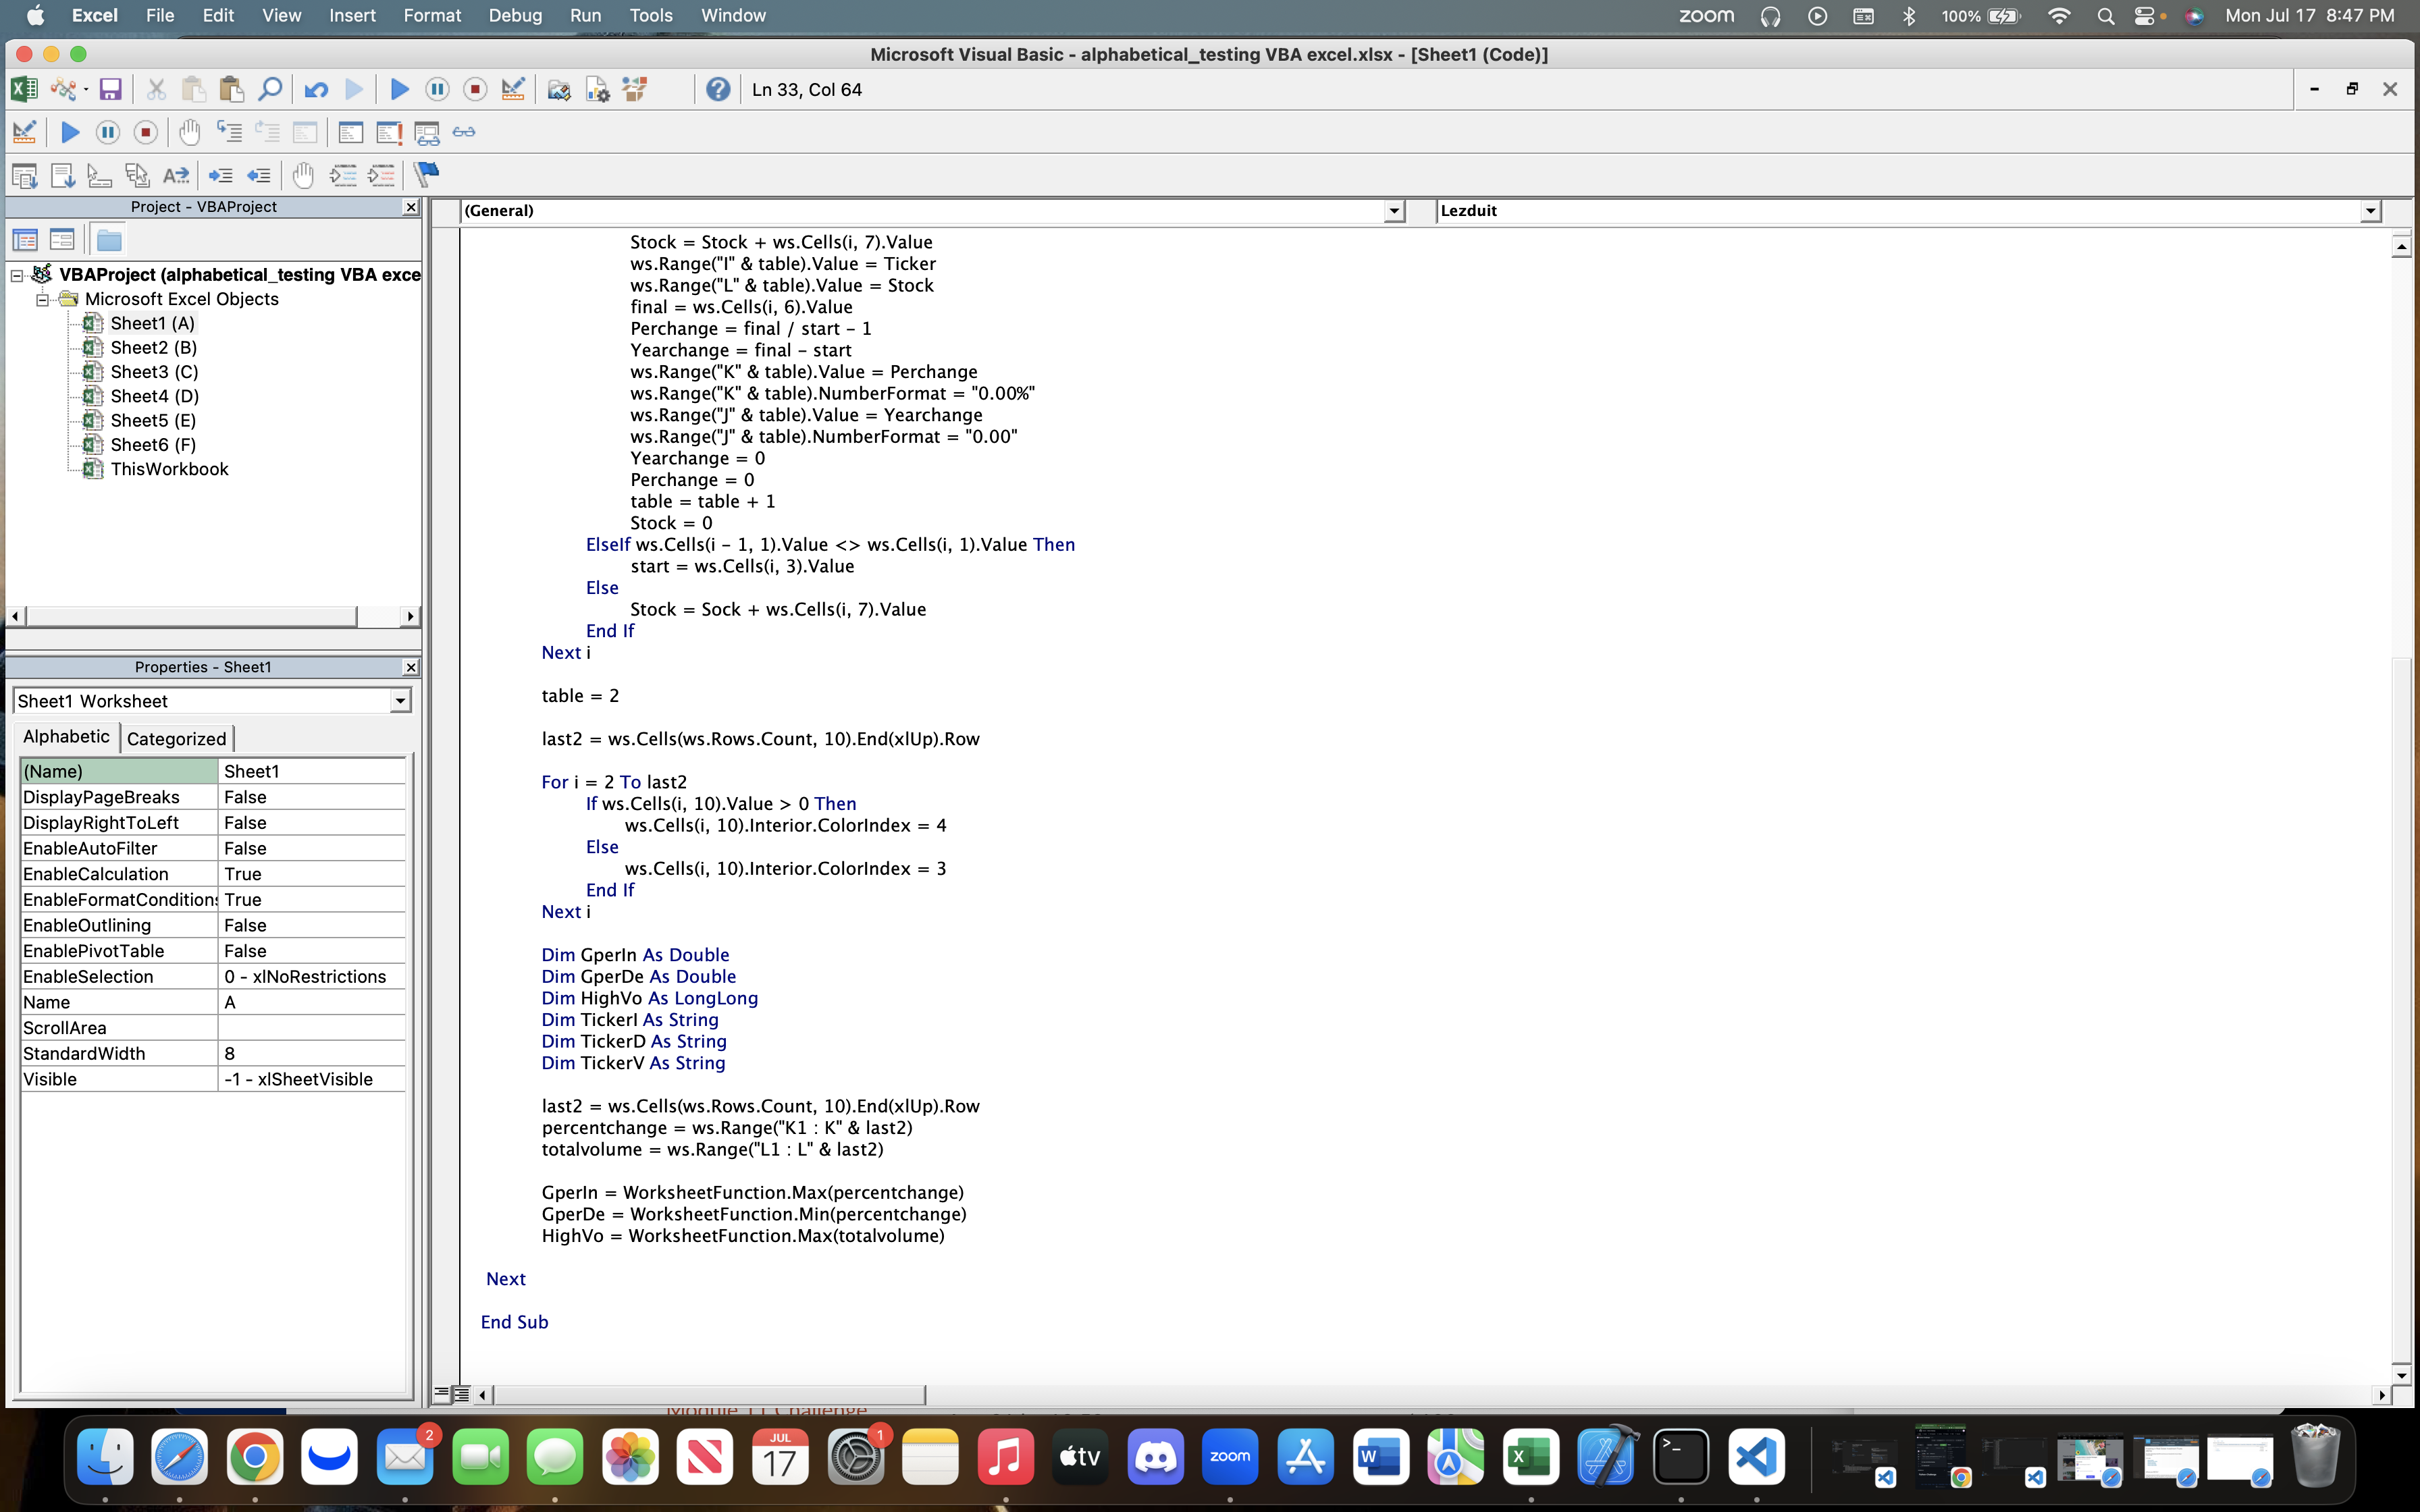 Excel File Edit View Insert Format Debug Run Tools Window zoom 100% Mon Jul 17 8:47 PM
Microsoft Visual Basic - alphabetical_testing VBA excel.xlsx - [Sheet1 (Code)]
Ln 33, Col 64
Project - VBAProject
(General) Lezduit
VBAProject (alphabetical_testing VBA exce
Microsoft Excel Objects
Sheet1 (A)
Sheet2 (B)
Sheet3 (C)
Sheet4 (D)
Sheet5 (E)
Sheet6 (F)
ThisWorkbook
Properties - Sheet1
Sheet1 Worksheet
Alphabetic Categorized
(Name) Sheet1
DisplayPageBreaks False
DisplayRightToLeft False
EnableAutoFilter False
EnableCalculation True
EnableFormatConditions True
EnableOutlining False
EnablePivotTable False
EnableSelection 0 - xlNoRestrictions
Name A
ScrollArea
StandardWidth 8
Visible -1 - xlSheetVisible
Stock = Stock + ws.Cells(i, 7).Value
ws.Range("I" & table).Value = Ticker
ws.Range("L" & table).Value = Stock
final = ws.Cells(i, 6).Value
Perchange = final / start - 1
Yearchange = final - start
ws.Range("K" & table).Value = Perchange
ws.Range("K" & table).NumberFormat = "0.00%"
ws.Range("J" & table).Value = Yearchange
ws.Range("J" & table).NumberFormat = "0.00"
Yearchange = 0
Perchange = 0
table = table + 1
Stock = 0
ElseIf ws.Cells(i - 1, 1).Value <> ws.Cells(i, 1).Value Then
start = ws.Cells(i, 3).Value
Else
Stock = Sock + ws.Cells(i, 7).Value
End If
Next i
table = 2
last2 = ws.Cells(ws.Rows.Count, 10).End(xlUp).Row
For i = 2 To last2
If ws.Cells(i, 10).Value > 0 Then
ws.Cells(i, 10).Interior.ColorIndex = 4
Else
ws.Cells(i, 10).Interior.ColorIndex = 3
End If
Next i
Dim GperIn As Double
Dim GperDe As Double
Dim HighVo As LongLong
Dim TickerI As String
Dim TickerD As String
Dim TickerV As String
last2 = ws.Cells(ws.Rows.Count, 10).End(xlUp).Row
percentchange = ws.Range("K1 : K" & last2)
totalvolume = ws.Range("L1 : L" & last2)
GperIn = WorksheetFunction.Max(percentchange)
GperDe = WorksheetFunction.Min(percentchange)
HighVo = WorksheetFunction.Max(totalvolume)
Next
End Sub
Module 11 Challenge
2
JUL
17
1
tv
zoom